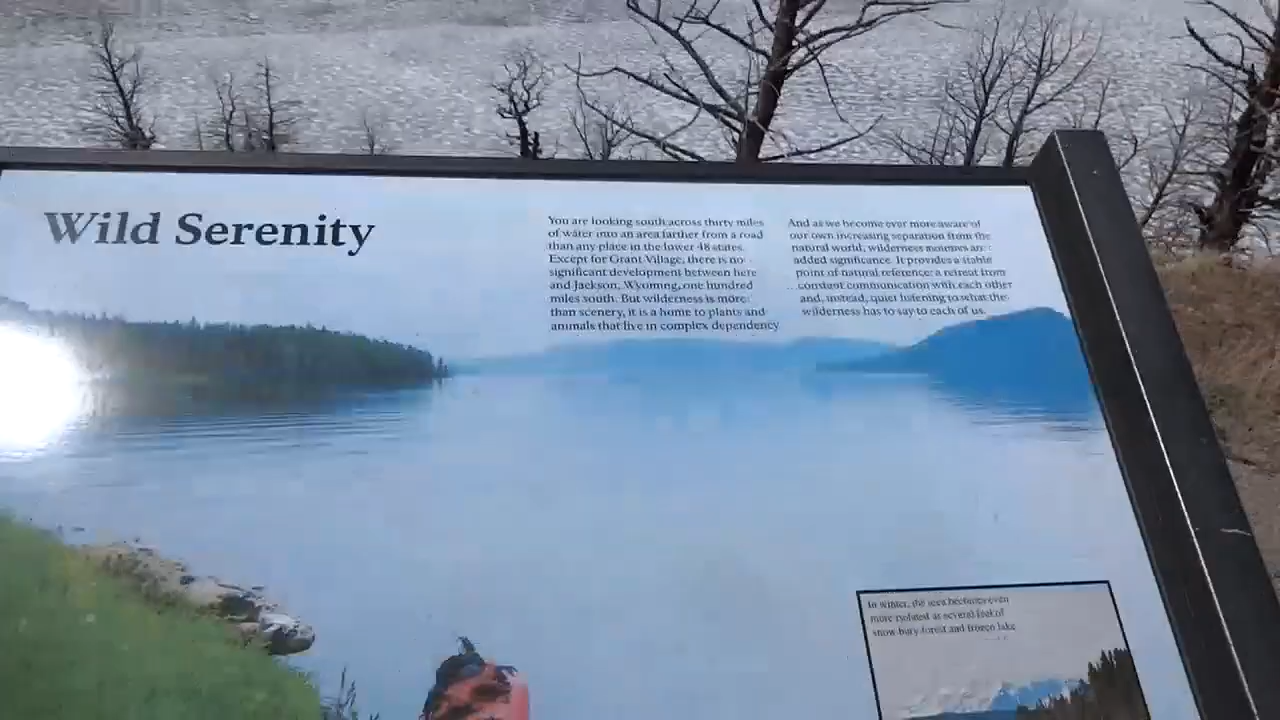 Wild Serenity
You are looking south across thirty miles
of water into an area farther from a road
than any place in the lower 48 states.
Except for Grant Village, there is no
significant development between here
and Jackson, Wyoming, one hundred
miles south. But wilderness is more
than scenery, it is a home to plants and
animals that live in complex dependency
And as we become ever more aware of
our own increasing separation from the
natural world, wilderness assumes an
added significance. It provides a stable
point of natural reference: a retreat from
constant communication with each other
and, instead, quiet listening to what the
wilderness has to say to each of us.
In winter, the area becomes even
more isolated as several feet of
snow bury forest and frozen lake